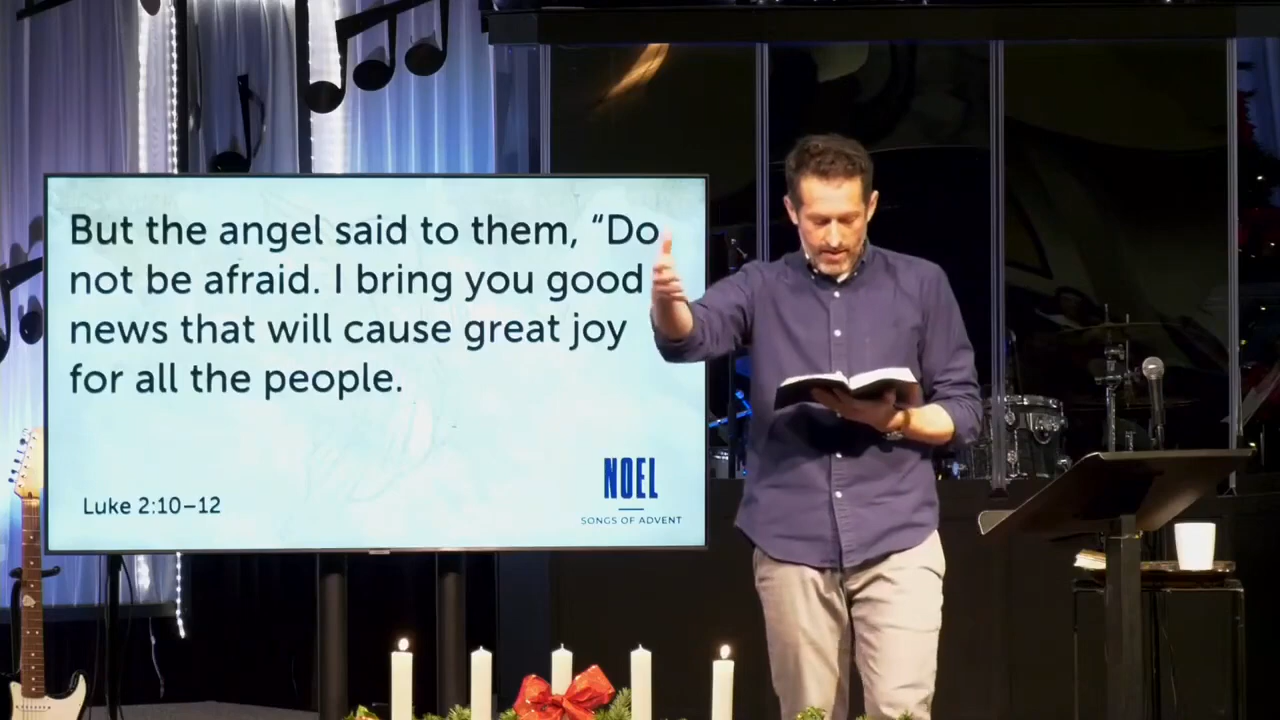 But the angel said to them, “Do
not be afraid. I bring you good
news that will cause great joy
for all the people.
Luke 2:10–12
NOEL
SONGS OF ADVENT